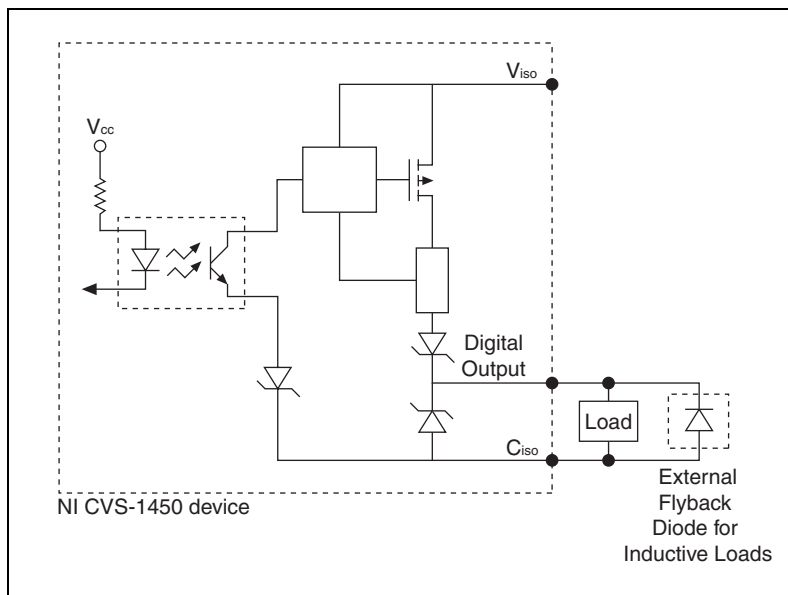 Viso
Vcc
Digital
Output
Load
Ciso
NI CVS-1450 device
External
Flyback
Diode for
Inductive Loads